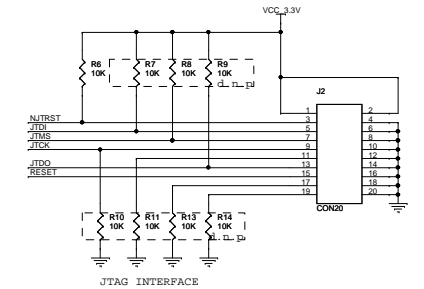 VCC_3.3V
R6 10K
R7 10K
R8 10K
R9 10K
d.n.p
J2
NJTRST
JTDI
JTMS
JTCK
JTDO
RESET
1 2
3 4
5 6
7 8
9 10
11 12
13 14
15 16
17 18
19 20
CON20
R10 10K
R11 10K
R13 10K
R14 10K
d.n.p
JTAG INTERFACE